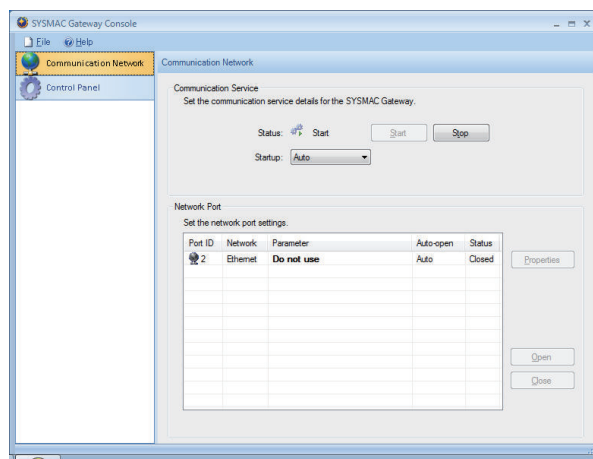 SYSMAC Gateway Console
File Help
Communication Network
Control Panel
Communication Network
Communication Service
Set the communication service details for the SYSMAC Gateway.
Status: Start Start Stop
Startup: Auto
Network Port
Set the network port settings.
Port ID Network Parameter Auto-open Status
2 Ethernet Do not use Auto Closed Properties
Open
Close